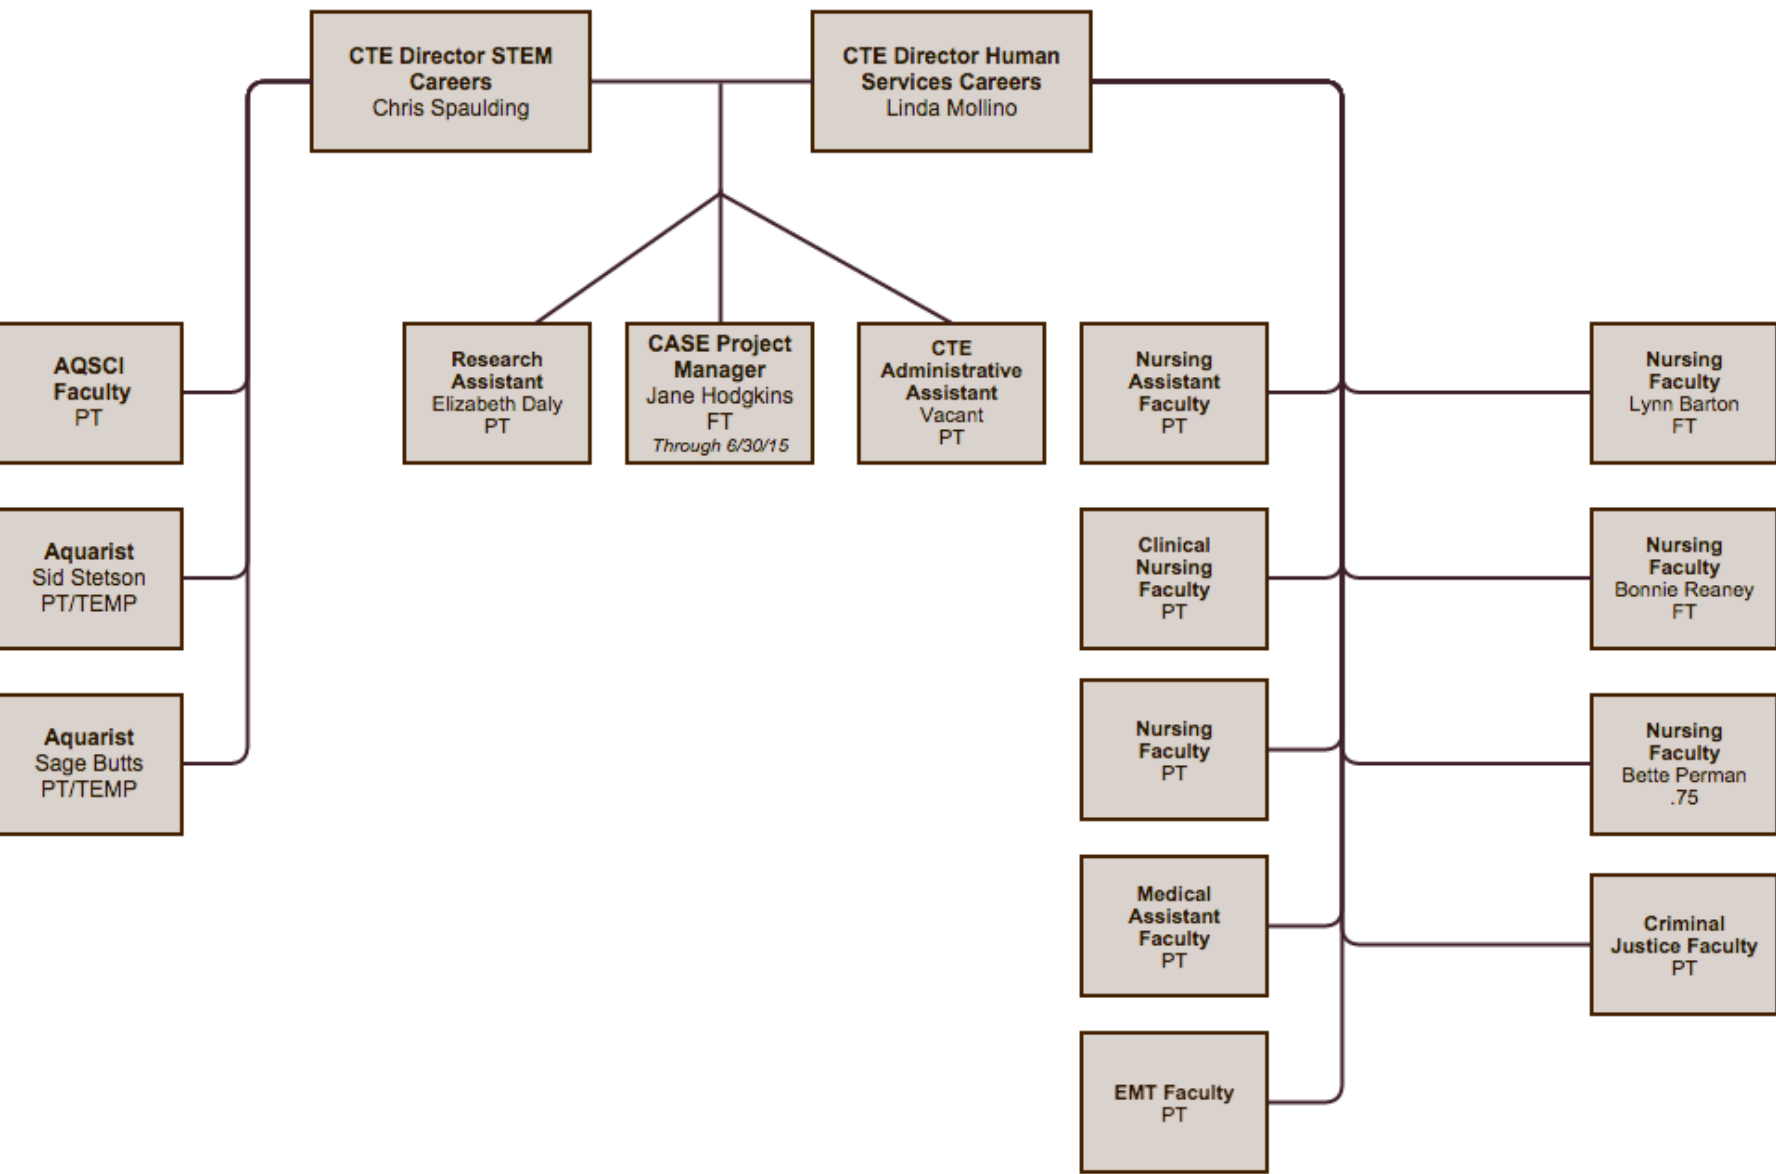 CTE Director STEM
Careers
Chris Spaulding
CTE Director Human
Services Careers
Linda Mollino
AQSCI
Faculty
PT
Research
Assistant
Elizabeth Daly
PT
CASE Project
Manager
Jane Hodgkins
FT
Through 6/30/15
CTE
Administrative
Assistant
Vacant
PT
Nursing
Assistant
Faculty
PT
Nursing
Faculty
Lynn Barton
FT
Aquarist
Sid Stetson
PT/TEMP
Clinical
Nursing
Faculty
PT
Nursing
Faculty
Bonnie Reaney
FT
Aquarist
Sage Butts
PT/TEMP
Nursing
Faculty
PT
Nursing
Faculty
Bette Perman
.75
Medical
Assistant
Faculty
PT
Criminal
Justice Faculty
PT
EMT Faculty
PT